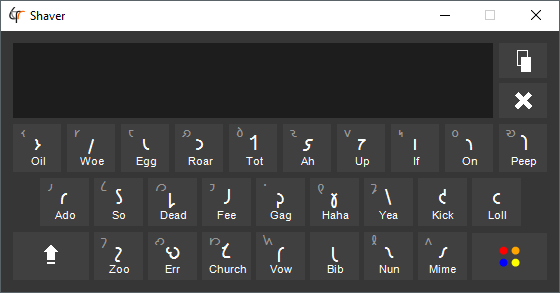 Shaver
𐑶 𐑢 𐑧 𐑮 𐑑 𐑭 𐑳 𐑦 𐑪 𐑐
Oil Woe Egg Roar Tot Ah Up If On Peep
𐑩 𐑕 𐑛 𐑓 𐑜 𐑣 𐑘 𐑒 𐑤
Ado So Dead Fee Gag Haha Yea Kick Loll
𐑟 𐑻 𐑗 𐑝 𐑚 𐑯 𐑥
Zoo Err Church Vow Bib Nun Mime